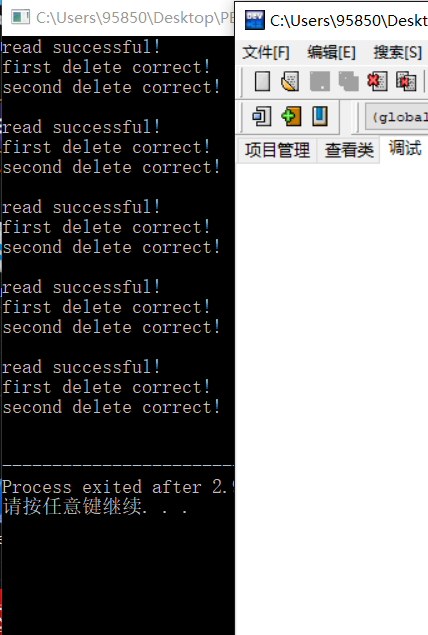 C:\Users\95850\Desktop\PE
read successful!
first delete correct!
second delete correct!
read successful!
first delete correct!
second delete correct!
read successful!
first delete correct!
second delete correct!
read successful!
first delete correct!
second delete correct!
read successful!
first delete correct!
second delete correct!
--------------------------------
Process exited after 2.9
请按任意键继续. . .
DEV C:\Users\95850\Deskt
文件[F] 编辑[E] 搜索[S]
(global
项目管理 查看类 调试